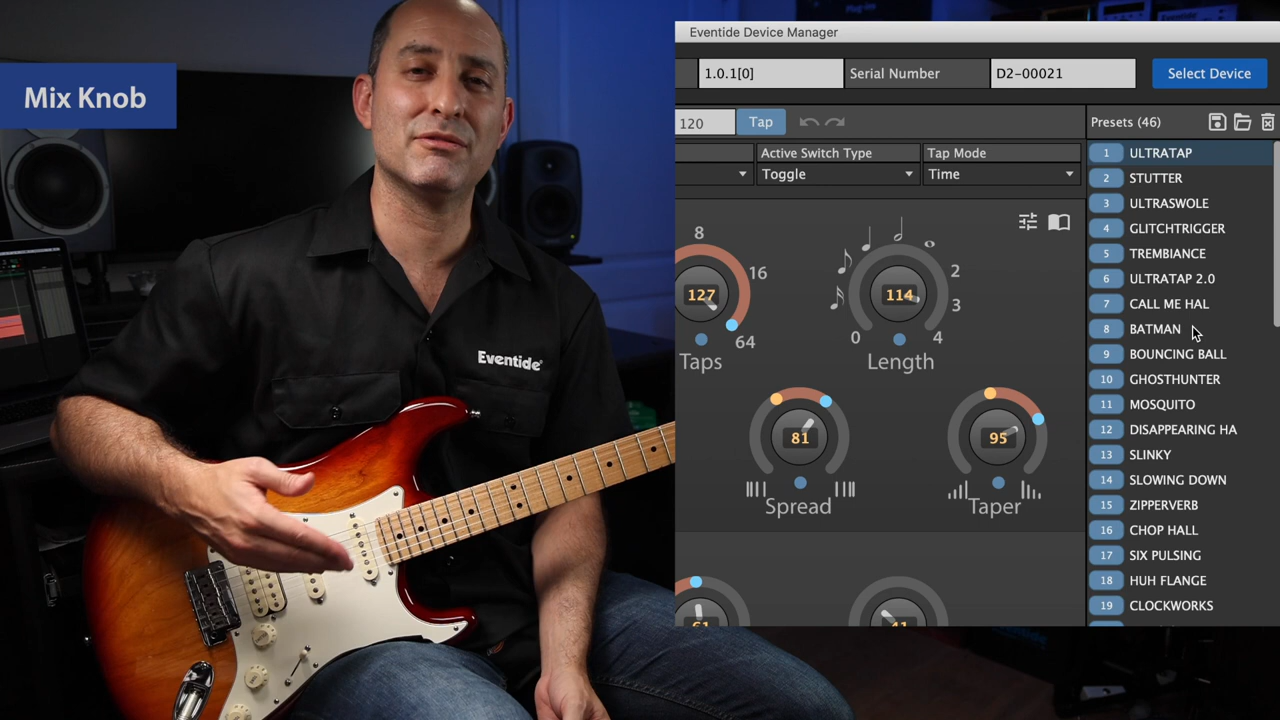 Mix Knob
Eventide
Eventide Device Manager
1.0.1[0]
Serial Number
D2-00021
Select Device
120
Tap
Presets (46)
Active Switch Type
Tap Mode
Toggle
Time
8
16
127
64
Taps
2
3
114
0
4
Length
81
Spread
95
Taper
61
41
1 ULTRATAP
2 STUTTER
3 ULTRASWOLE
4 GLITCHTRIGGER
5 TREMBIANCE
6 ULTRATAP 2.0
7 CALL ME HAL
8 BATMAN
9 BOUNCING BALL
10 GHOSTHUNTER
11 MOSQUITO
12 DISAPPEARING HA
13 SLINKY
14 SLOWING DOWN
15 ZIPPERVERB
16 CHOP HALL
17 SIX PULSING
18 HUH FLANGE
19 CLOCKWORKS